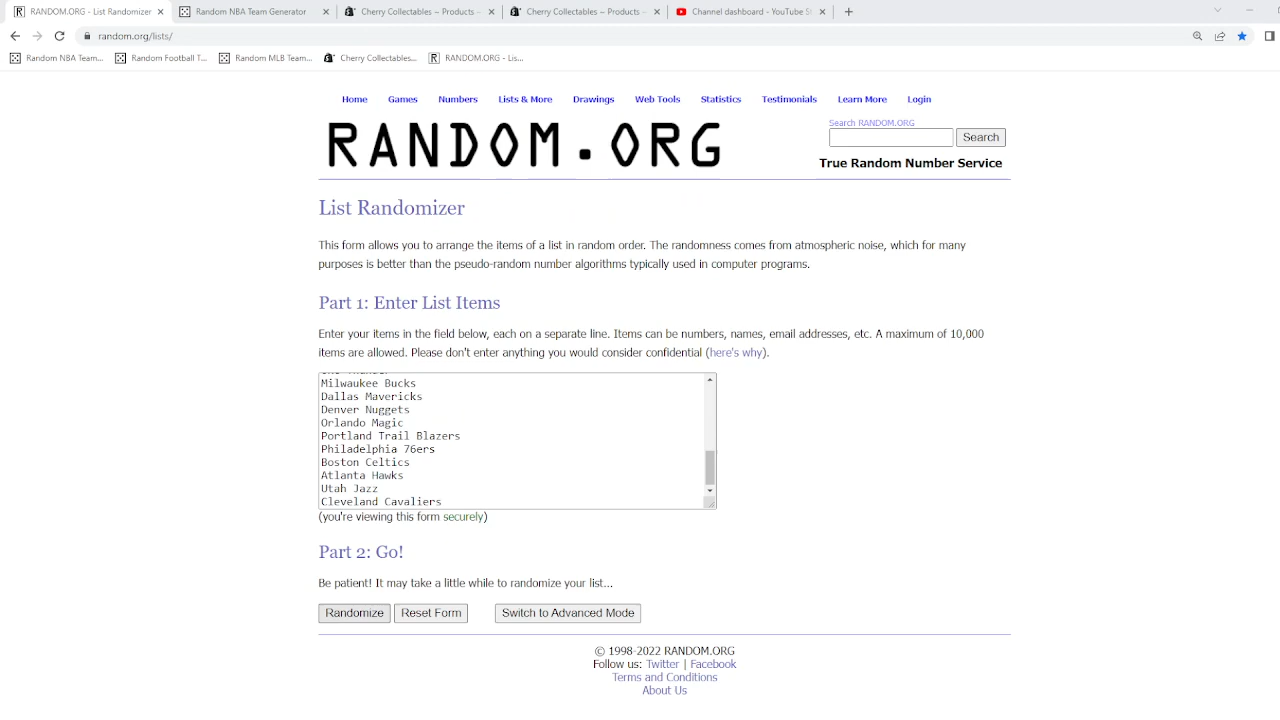 RANDOM.ORG - List Randomizer
Random NBA Team Generator
Cherry Collectables ~ Products ~
Cherry Collectables ~ Products ~
Channel dashboard - YouTube St
random.org/lists/
Random NBA Team...
Random Football T...
Random MLB Team...
Cherry Collectables...
RANDOM.ORG - Lis...
Home Games Numbers Lists & More Drawings Web Tools Statistics Testimonials Learn More Login
RANDOM.ORG
Search RANDOM.ORG
Search
True Random Number Service
List Randomizer
This form allows you to arrange the items of a list in random order. The randomness comes from atmospheric noise, which for many
purposes is better than the pseudo-random number algorithms typically used in computer programs.
Part 1: Enter List Items
Enter your items in the field below, each on a separate line. Items can be numbers, names, email addresses, etc. A maximum of 10,000
items are allowed. Please don't enter anything you would consider confidential (here's why).
Milwaukee Bucks
Dallas Mavericks
Denver Nuggets
Orlando Magic
Portland Trail Blazers
Philadelphia 76ers
Boston Celtics
Atlanta Hawks
Utah Jazz
Cleveland Cavaliers
(you're viewing this form securely)
Part 2: Go!
Be patient! It may take a little while to randomize your list...
Randomize Reset Form Switch to Advanced Mode
© 1998-2022 RANDOM.ORG
Follow us: Twitter | Facebook
Terms and Conditions
About Us